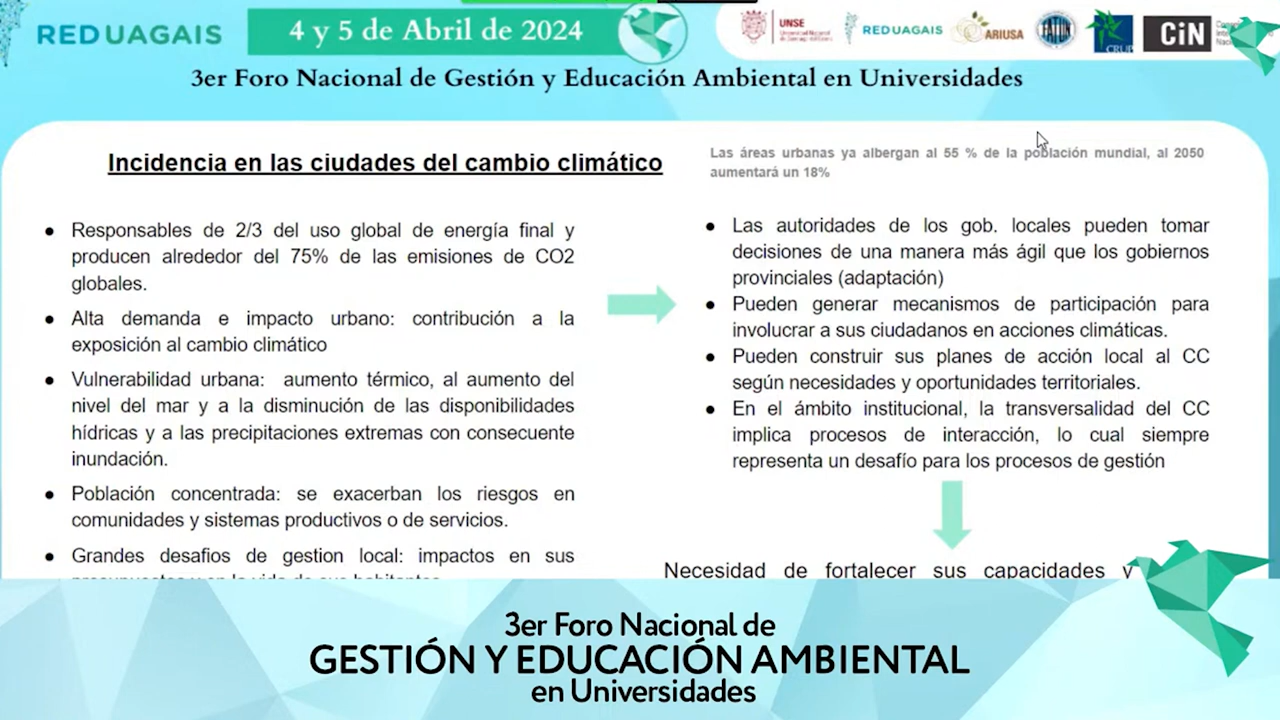 RED UAGAIS
4 y 5 de Abril de 2024
UNSE
RED UAGAIS
ARIUSA
CRUP
CiN
3er Foro Nacional de Gestión y Educación Ambiental en Universidades
Incidencia en las ciudades del cambio climático
● Responsables de 2/3 del uso global de energía final y
producen alrededor del 75% de las emisiones de CO2
globales.
● Alta demanda e impacto urbano: contribución a la
exposición al cambio climático
● Vulnerabilidad urbana: aumento térmico, al aumento del
nivel del mar y a la disminución de las disponibilidades
hídricas y a las precipitaciones extremas con consecuente
inundación.
● Población concentrada: se exacerban los riesgos en
comunidades y sistemas productivos o de servicios.
● Grandes desafios de gestion local: impactos en sus
Las áreas urbanas ya albergan al 55 % de la población mundial, al 2050
aumentará un 18%
● Las autoridades de los gob. locales pueden tomar
decisiones de una manera más ágil que los gobiernos
provinciales (adaptación)
● Pueden generar mecanismos de participación para
involucrar a sus ciudadanos en acciones climáticas.
● Pueden construir sus planes de acción local al CC
según necesidades y oportunidades territoriales.
● En el ámbito institucional, la transversalidad del CC
implica procesos de interacción, lo cual siempre
representa un desafío para los procesos de gestión
Necesidad de fortalecer sus capacidades y
3er Foro Nacional de
GESTIÓN Y EDUCACIÓN AMBIENTAL
en Universidades